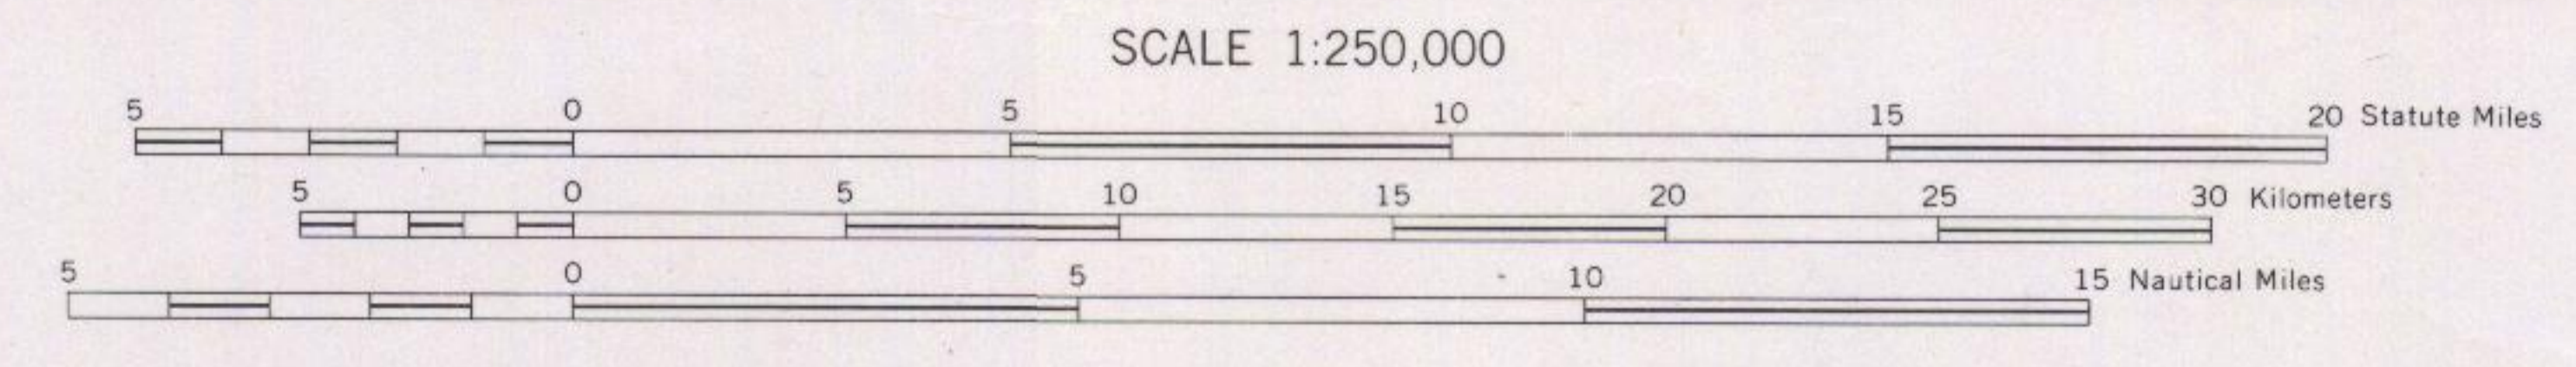 SCALE 1:250,000
5 0 5 10 15 20 Statute Miles
5 0 5 10 15 20 25 30 Kilometers
5 0 5 10 15 Nautical Miles